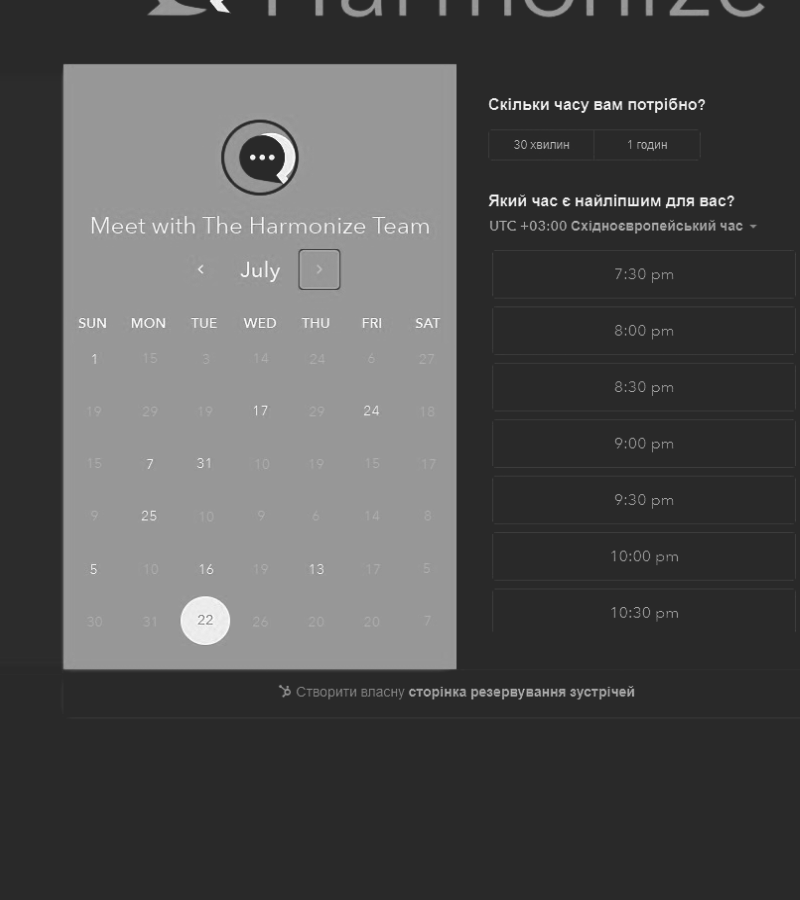 Harmonize
Meet with The Harmonize Team
July
SUN MON TUE WED THU FRI SAT
1 15 3 14 24 6 27
19 29 19 17 29 24 18
15 7 31 10 19 15 17
9 25 10 9 6 14 8
5 10 16 19 13 17 5
30 31 22 26 20 20 7
Скільки часу вам потрібно?
30 хвилин 1 годин
Який час є найліпшим для вас?
UTC +03:00 Східноєвропейський час
7:30 pm
8:00 pm
8:30 pm
9:00 pm
9:30 pm
10:00 pm
10:30 pm
Створити власну сторінка резервування зустрічей